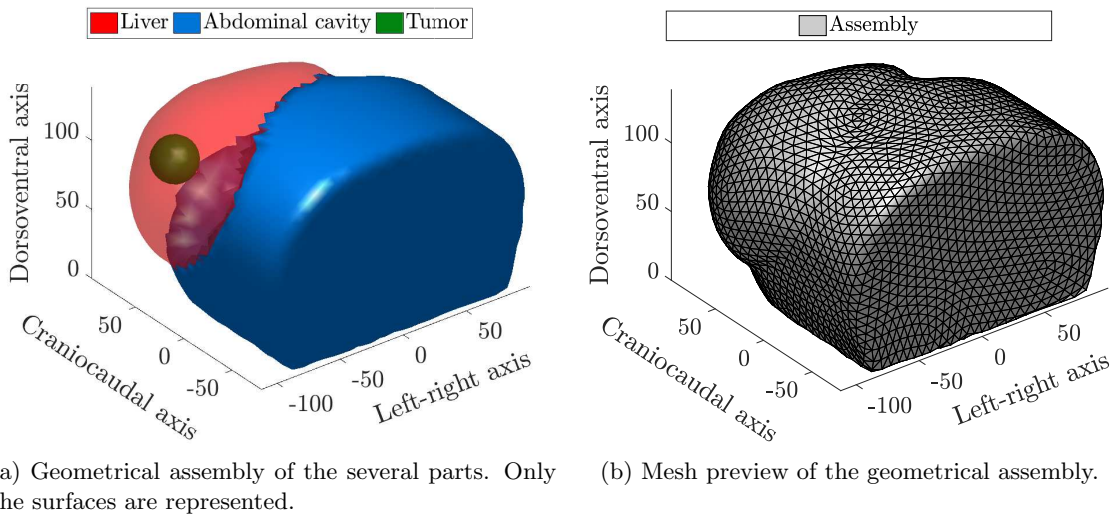 Liver Abdominal cavity Tumor
Dorsoventral axis
100
50
0
Craniocaudal axis
50
0
-50
Left-right axis
-100
-50
0
50
a) Geometrical assembly of the several parts. Only
he surfaces are represented.
Assembly
Dorsoventral axis
100
50
0
Craniocaudal axis
50
0
-50
Left-right axis
-100
-50
0
50
(b) Mesh preview of the geometrical assembly.